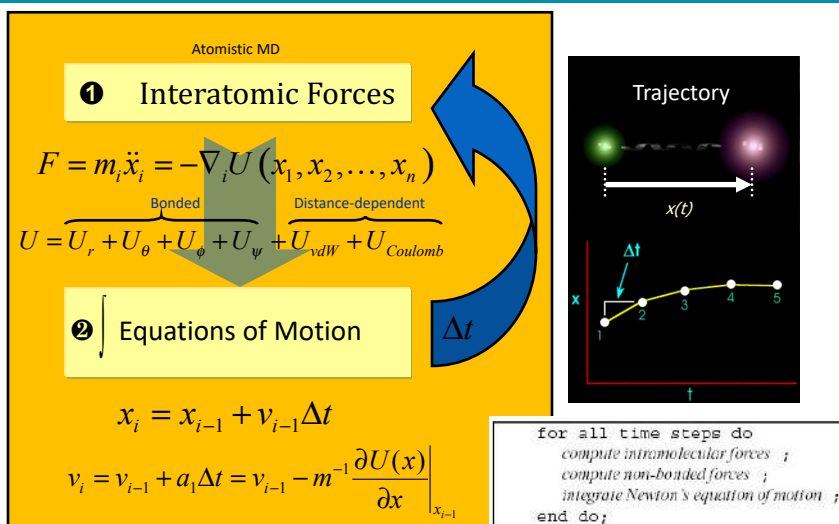 Atomistic MD
❶ Interatomic Forces
F = m_i ẍ_i = −∇_i U (x_1, x_2, ..., x_n)
Bonded Distance-dependent
U = U_r + U_θ + U_ϕ + U_ψ + U_vdW + U_Coulomb
❷ ∫ Equations of Motion
Δt
x_i = x_{i−1} + v_{i−1}Δt
v_i = v_{i−1} + a_1Δt = v_{i−1} − m^{−1} ∂U(x)/∂x |_{x_{i−1}}
Trajectory
x(t)
Δt
x
1 2 3 4 5
t
for all time steps do
compute intramolecular forces ;
compute non-bonded forces ;
integrate Newton's equation of motion ;
end do;